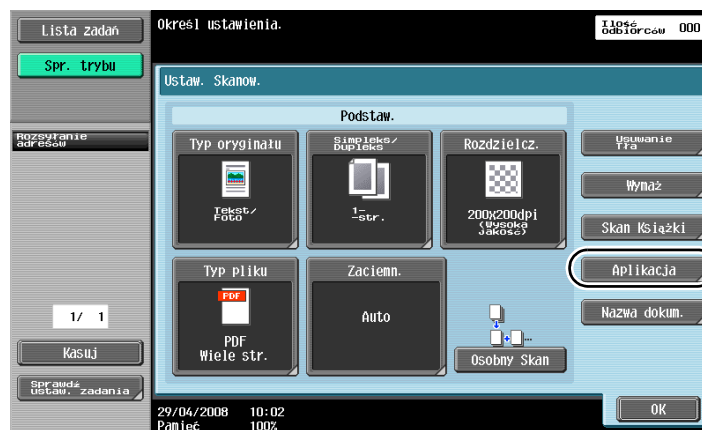 Lista zadań
Spr. trybu
Rozsyłanie
adresów
1/ 1
Kasuj
Sprawdź
ustaw. zadania
Określ ustawienia.
Ilość
odbiorców 000
Ustaw. Skanow.
Podstaw.
Typ oryginału
Tekst/
Foto
Simpleks/
Dupleks
1-
-str.
Rozdzielcz.
200X200dpi
(Wysoka
jakość)
Typ pliku
PDF
PDF
Wiele str.
Zaciemn.
Auto
Osobny Skan
Usuwanie
Tła
Wymaż
Skan Książki
Aplikacja
Nazwa dokum.
OK
29/04/2008 10:02
Pamięć 100%